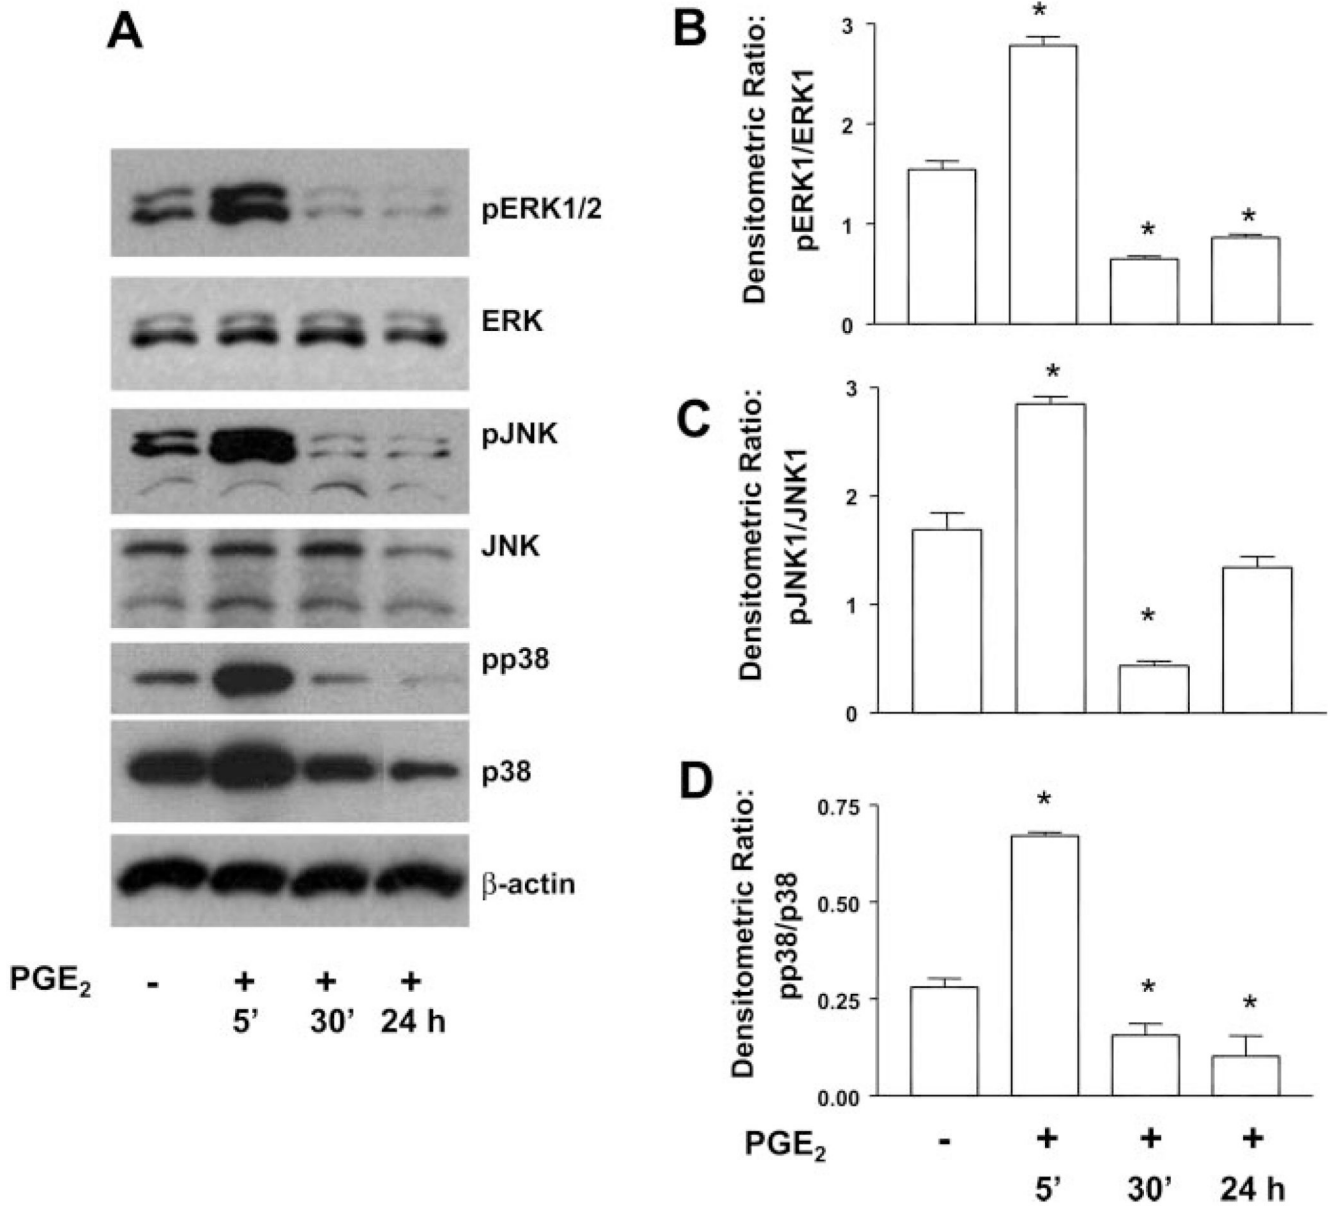 A
pERK1/2
ERK
pJNK
JNK
pp38
p38
β-actin
PGE₂ - + + +
5’ 30’ 24 h
B
Densitometric Ratio:
pERK1/ERK1
3
2
1
0
*
*
*
C
Densitometric Ratio:
pJNK1/JNK1
3
2
1
0
*
*
D
Densitometric Ratio:
pp38/p38
0.75
0.50
0.25
0.00
*
*
*
PGE₂ - + + +
5’ 30’ 24 h